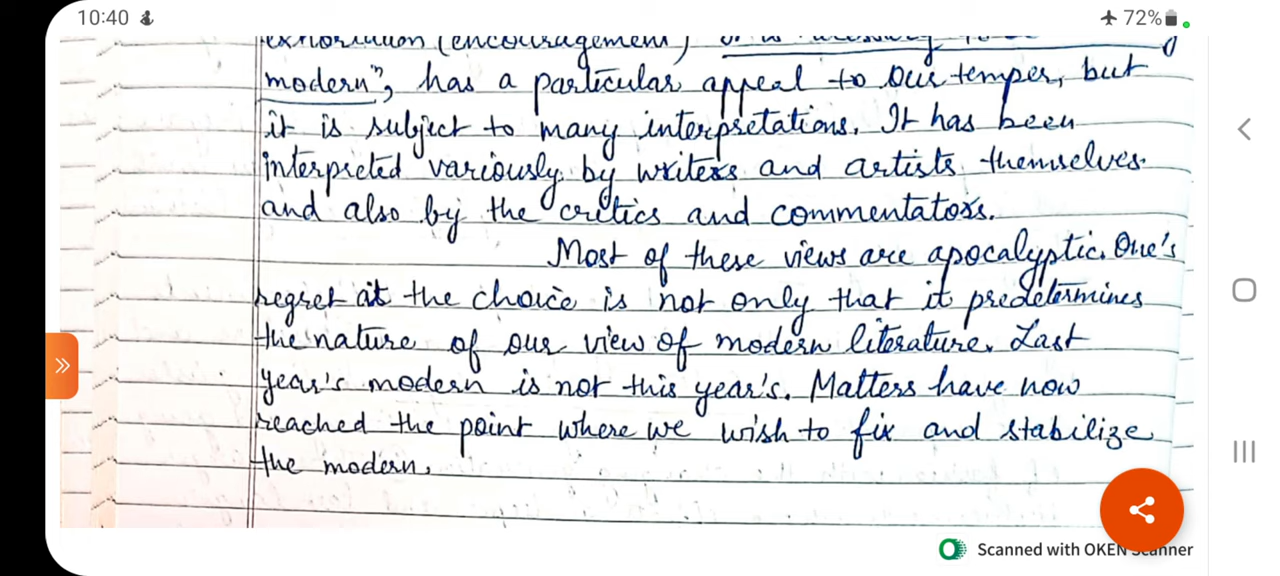 10:40
72%
exhortation (encouragement)
modern", has a particular appeal to our temper, but
it is subject to many interpretations. It has been
interpreted variously by writers and artists themselves
and also by the critics and commentators.
Most of these views are apocalyptic. One's
regret at the choice is not only that it predetermines
the nature of our view of modern literature. Last
year's modern is not this year's. Matters have now
reached the point where we wish to fix and stabilize
the modern.
Scanned with OKEN Scanner